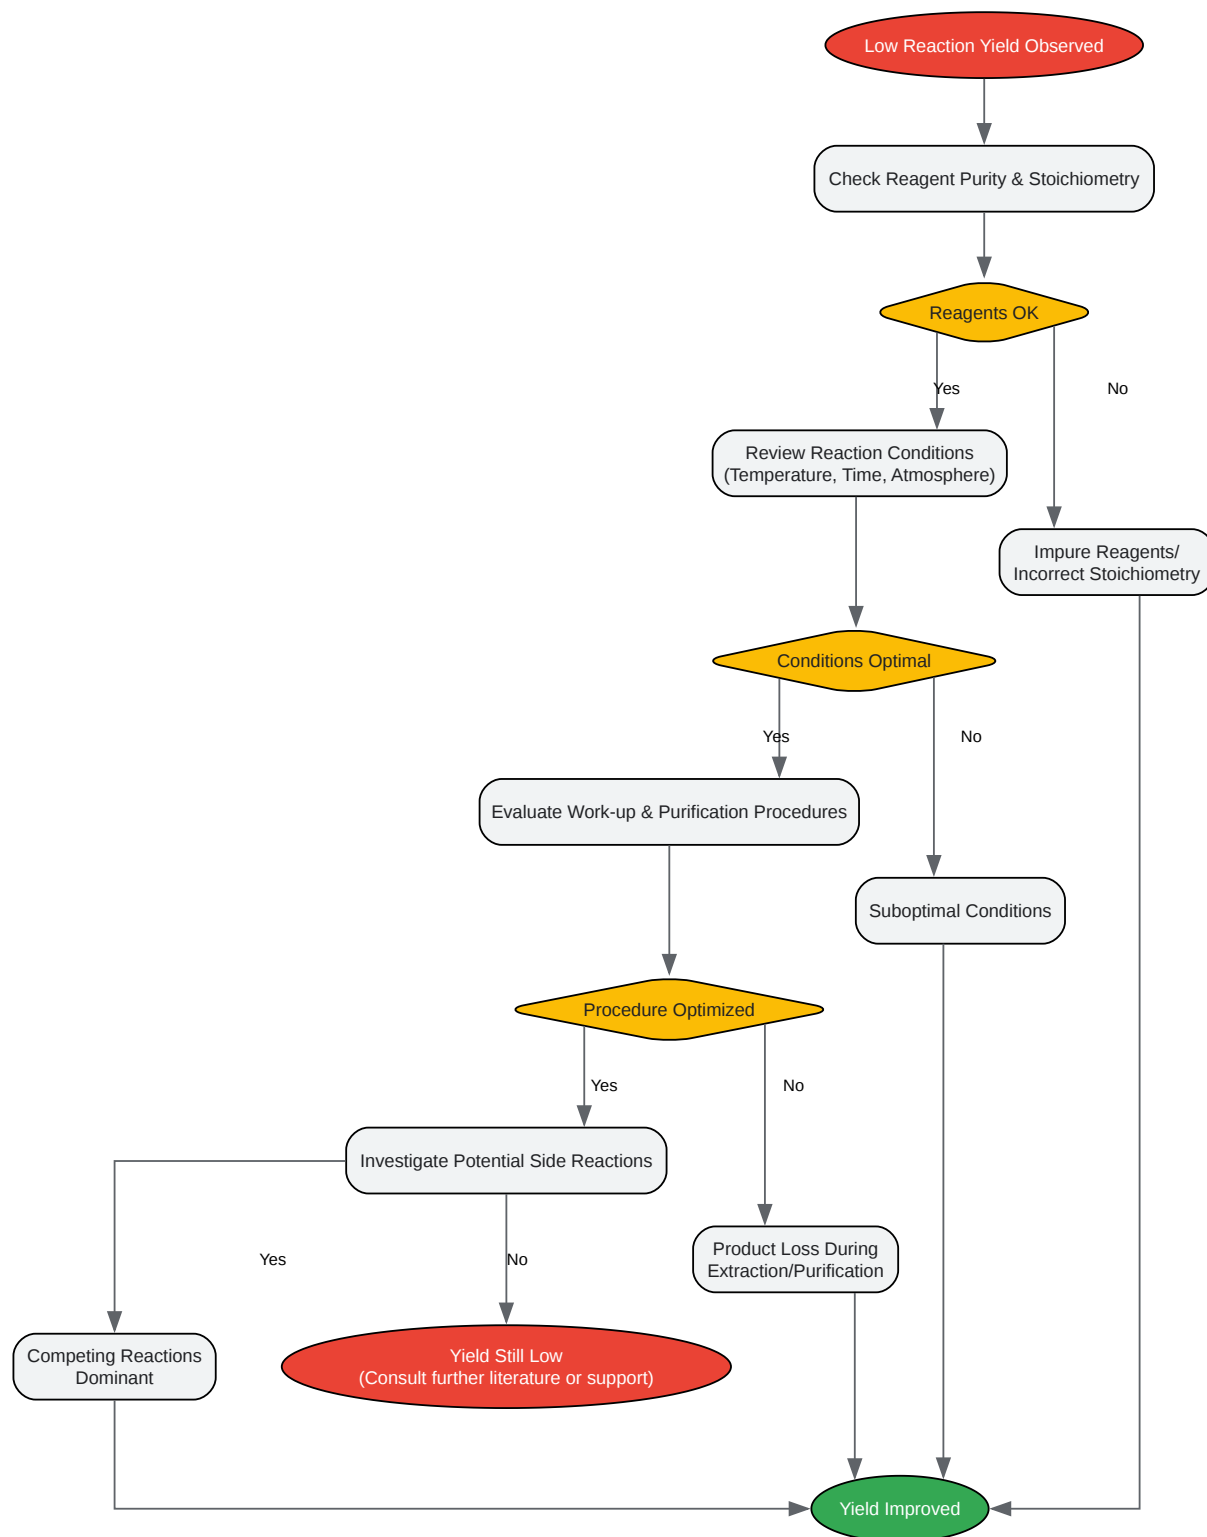 Low Reaction Yield Observed
Check Reagent Purity & Stoichiometry
Reagents OK
Yes
No
Review Reaction Conditions
(Temperature, Time, Atmosphere)
Impure Reagents/
Incorrect Stoichiometry
Conditions Optimal
Yes
No
Evaluate Work-up & Purification Procedures
Suboptimal Conditions
Procedure Optimized
Yes
No
Investigate Potential Side Reactions
Product Loss During
Extraction/Purification
Yes
No
Competing Reactions
Dominant
Yield Still Low
(Consult further literature or support)
Yield Improved